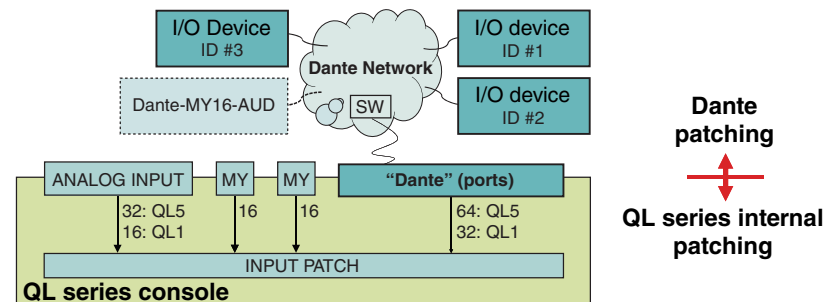 I/O Device
ID #3
Dante Network
I/O device
ID #1
Dante-MY16-AUD
SW
I/O device
ID #2
Dante
patching
ANALOG INPUT
MY
MY
“Dante” (ports)
32: QL5
16: QL1
16
16
64: QL5
32: QL1
QL series internal
patching
INPUT PATCH
QL series console